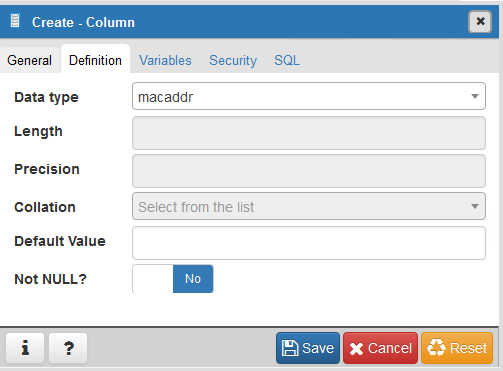 Create - Column
General Definition Variables Security SQL
Data type macaddr
Length
Precision
Collation Select from the list
Default Value
Not NULL? No
i ? Save Cancel Reset